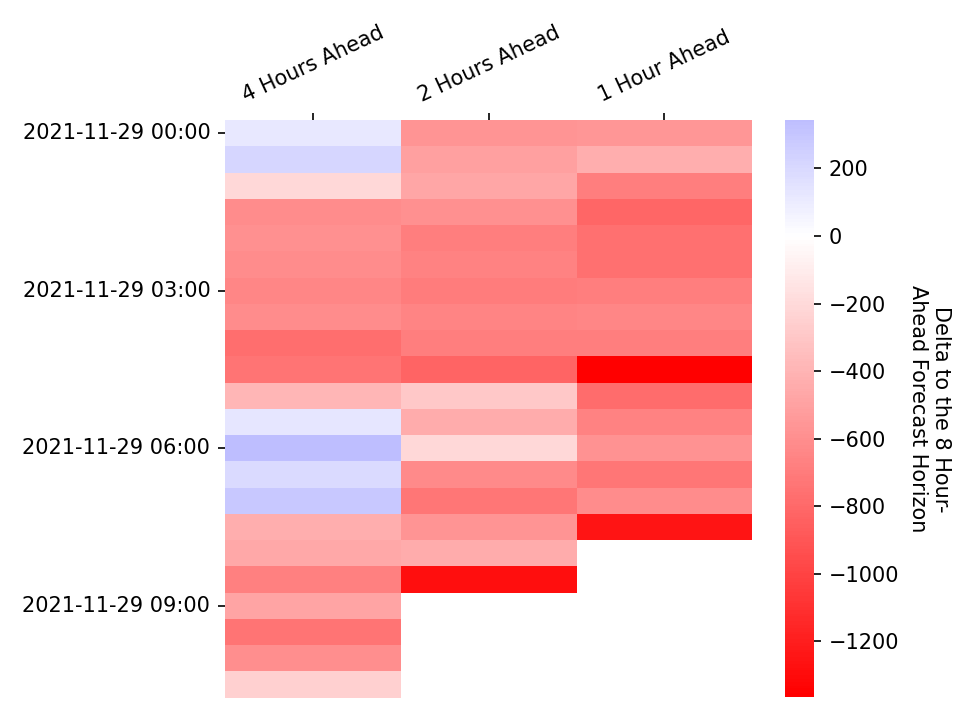 4 Hours Ahead
2 Hours Ahead
1 Hour Ahead
2021-11-29 00:00
2021-11-29 03:00
2021-11-29 06:00
2021-11-29 09:00
200
0
−200
−400
−600
−800
−1000
−1200
Delta to the 8 Hour-
Ahead Forecast Horizon